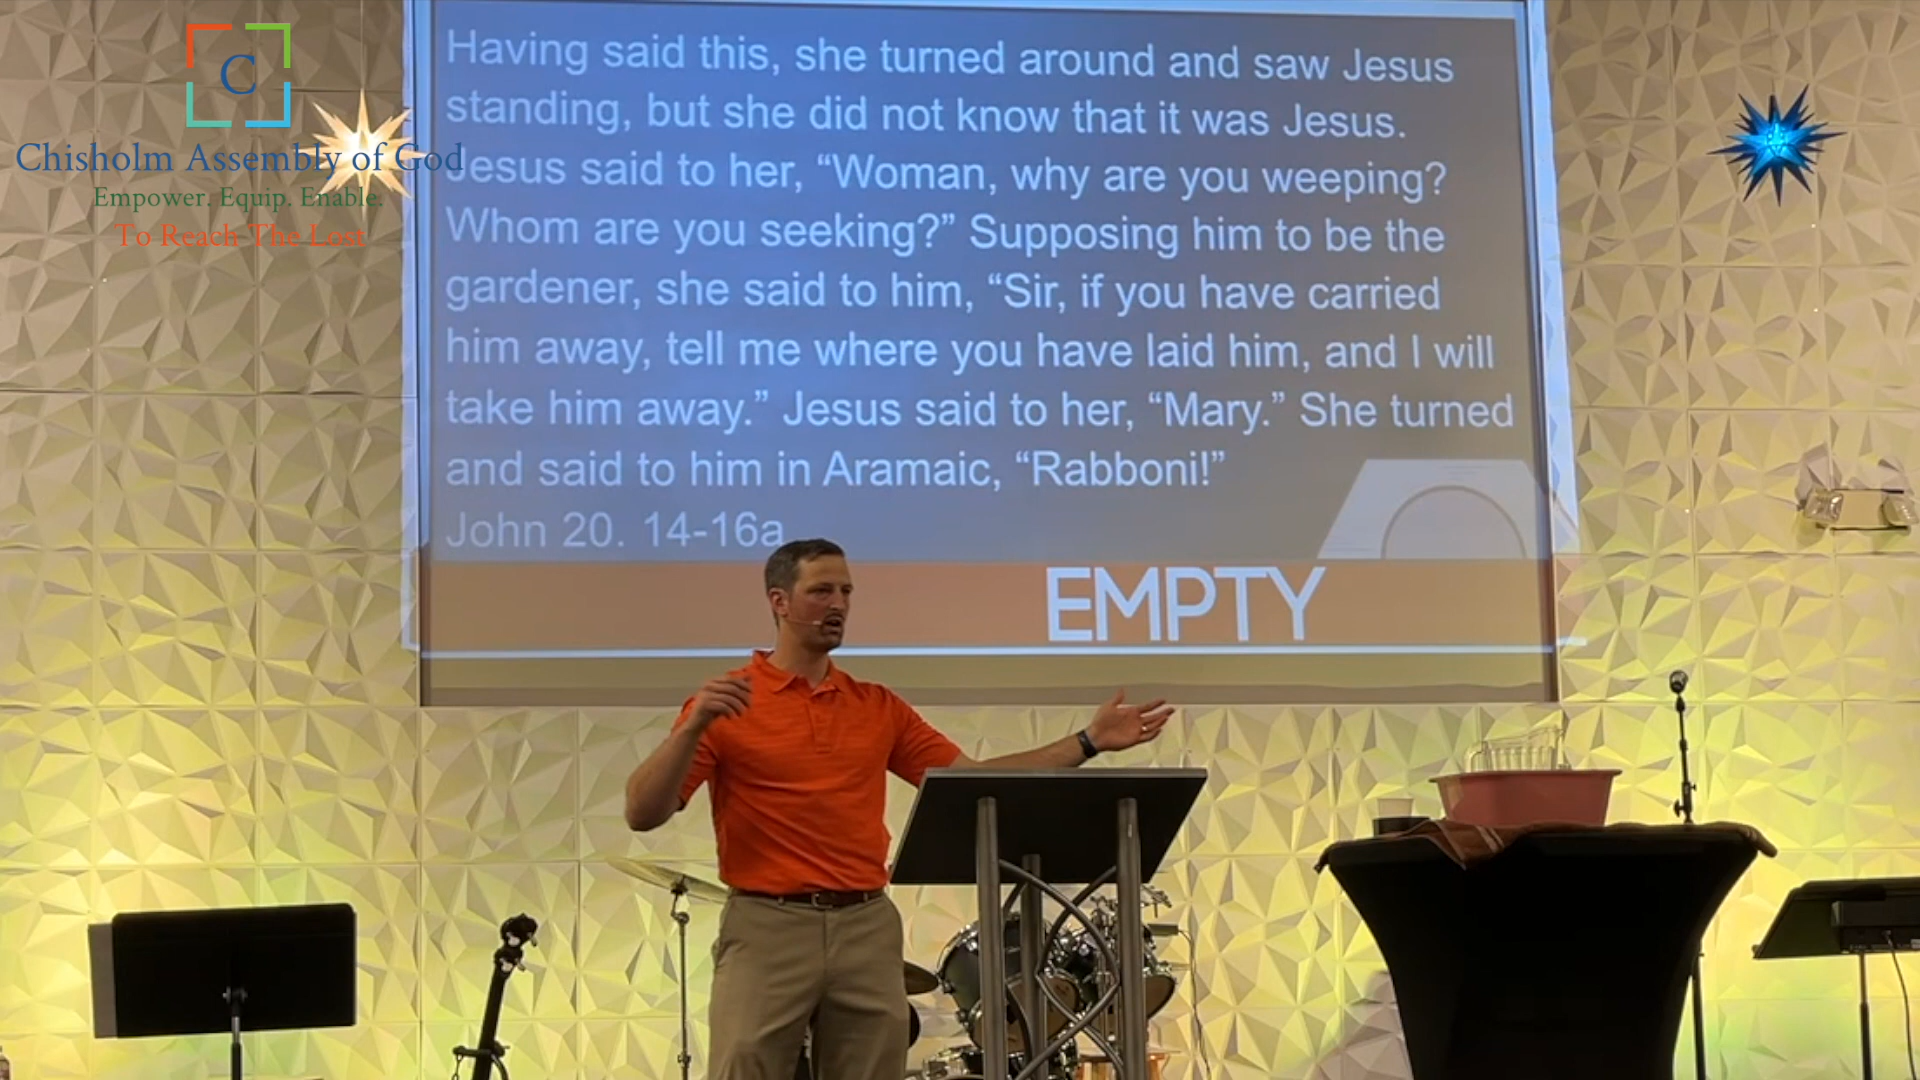 C
Chisholm Assembly of God
Empower. Equip. Enable.
To Reach The Lost
Having said this, she turned around and saw Jesus
standing, but she did not know that it was Jesus.
Jesus said to her, “Woman, why are you weeping?
Whom are you seeking?” Supposing him to be the
gardener, she said to him, “Sir, if you have carried
him away, tell me where you have laid him, and I will
take him away.” Jesus said to her, “Mary.” She turned
and said to him in Aramaic, “Rabboni!”
John 20. 14-16a
EMPTY